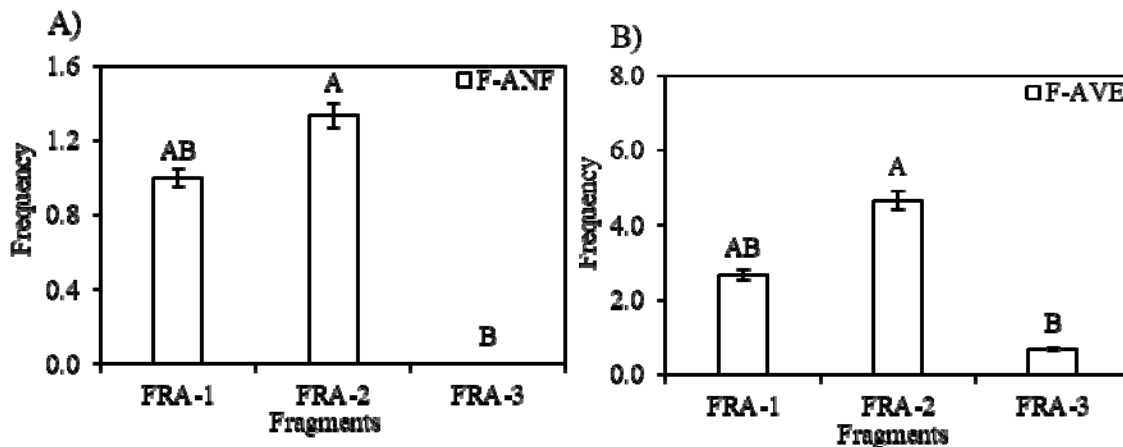 A)
1.6
1.2
0.8
0.4
0.0
Frequency
F-ANF
AB
A
B
FRA-1 FRA-2 FRA-3
Fragments
B)
8.0
6.0
4.0
2.0
0.0
Frequency
F-AVE
AB
A
B
FRA-1 FRA-2 FRA-3
Fragments